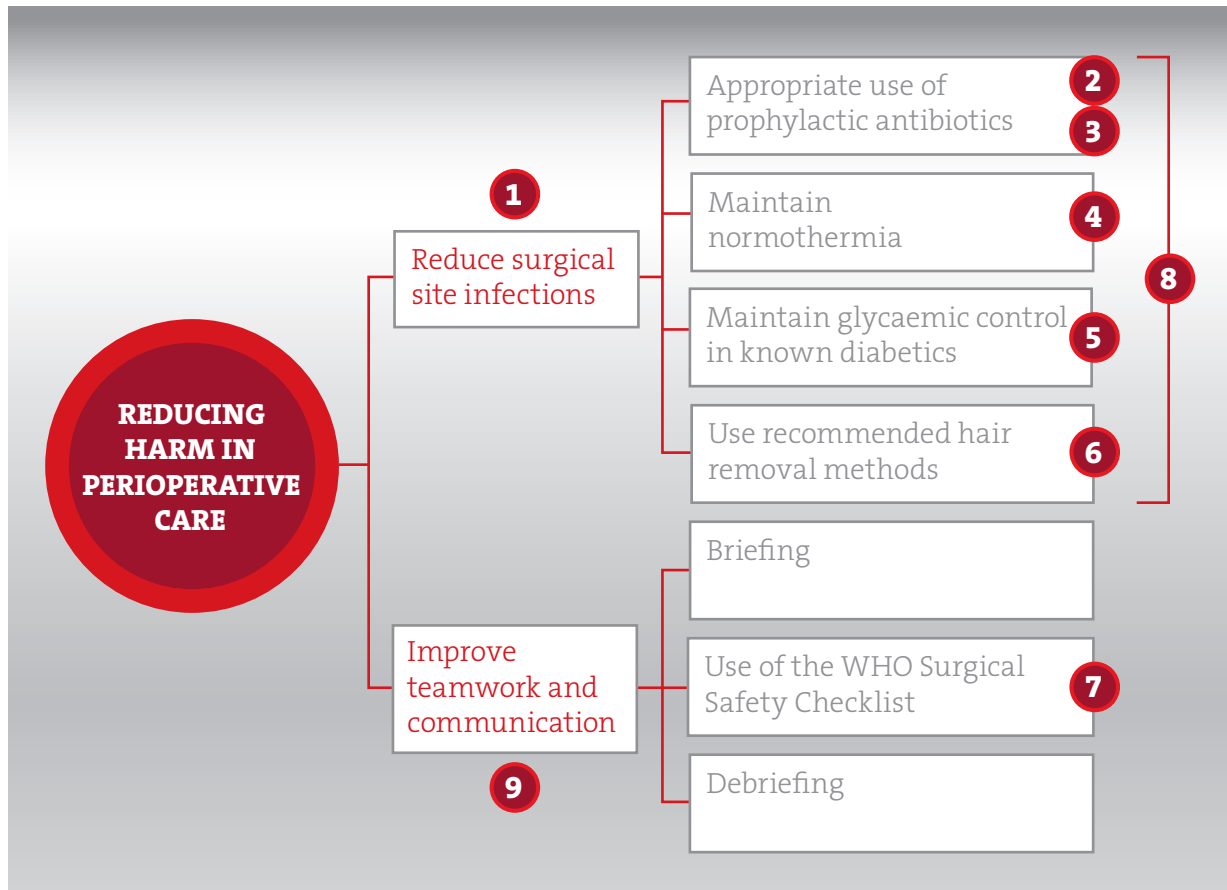 REDUCING
HARM IN
PERIOPERATIVE
CARE
1
Reduce surgical
site infections
Appropriate use of
prophylactic antibiotics
2
3
Maintain
normothermia
4
Maintain glycaemic control
in known diabetics
5
Use recommended hair
removal methods
6
8
Improve
teamwork and
communication
9
Briefing
Use of the WHO Surgical
Safety Checklist
7
Debriefing